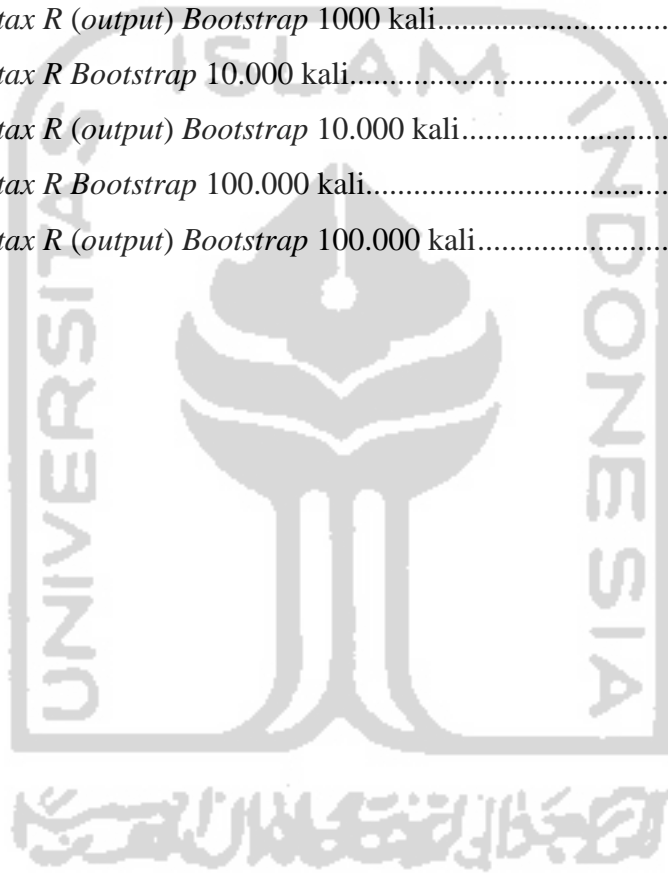 tax R (output) Bootstrap 1000 kali..............................
tax R Bootstrap 10.000 kali.........................................
tax R (output) Bootstrap 10.000 kali...........................
tax R Bootstrap 100.000 kali.......................................
tax R (output) Bootstrap 100.000 kali.........................
ISLAM
UNIVERSITAS
INDONESIA